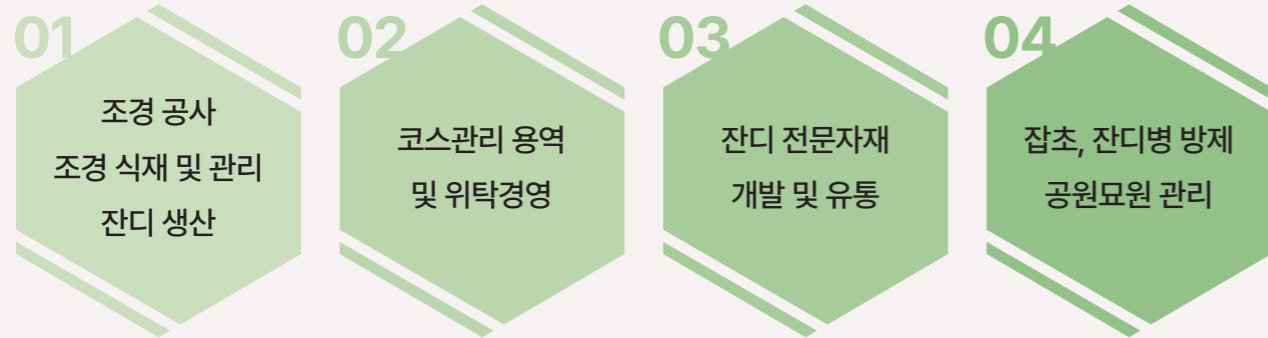 01
조경 공사
조경 식재 및 관리
잔디 생산
02
코스관리 용역
및 위탁경영
03
잔디 전문자재
개발 및 유통
04
잡초, 잔디병 방제
공원묘원 관리